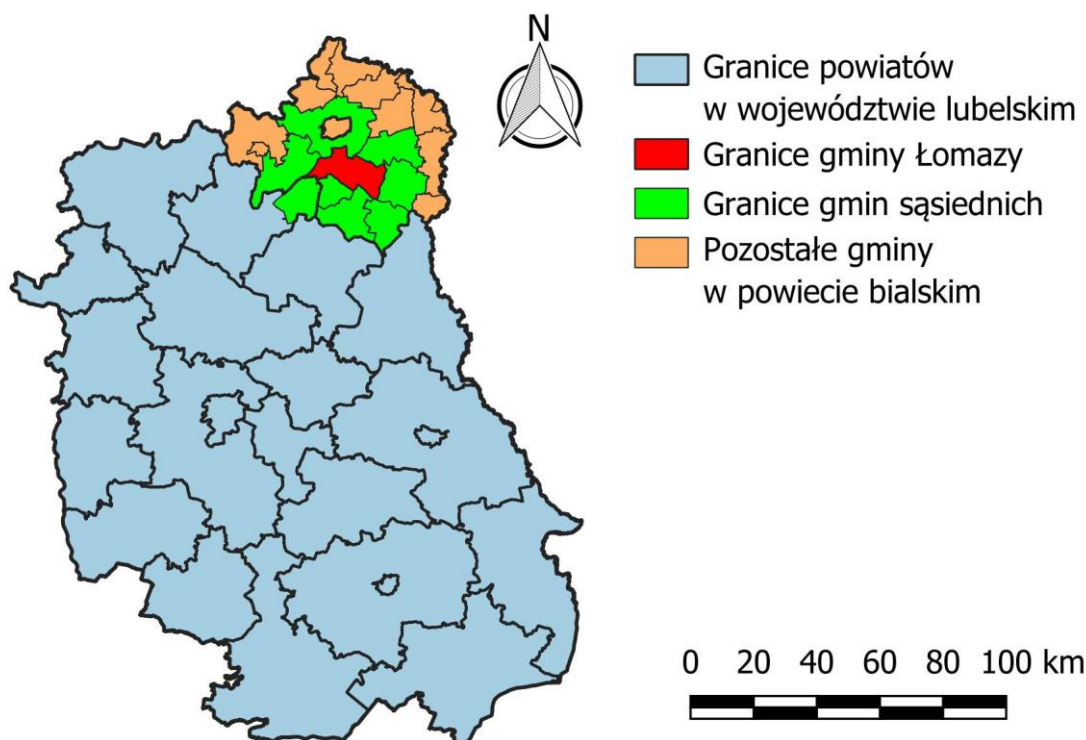 N
Granice powiatów
w województwie lubelskim
Granice gminy Łomazy
Granice gmin sąsiednich
Pozostałe gminy
w powiecie bialskim
0 20 40 60 80 100 km